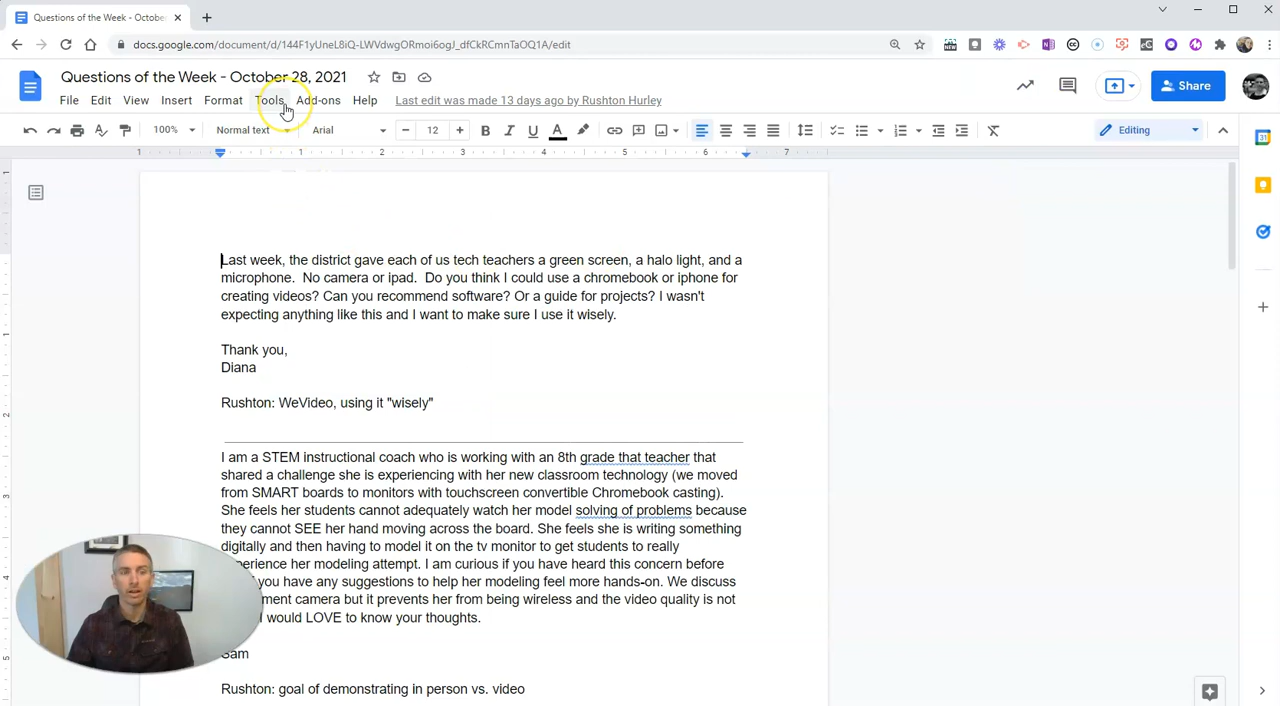 Questions of the Week - October
docs.google.com/document/d/144F1yUneL8iQ-LWVdwgORmoi6ogJ_dfCkRCmnTaOQ1A/edit
Questions of the Week - October 28, 2021
File Edit View Insert Format Tools Add-ons Help Last edit was made 13 days ago by Rushton Hurley
Share
100% Normal text Arial 12 Editing
1 1 2 3 4 5 6 7
Last week, the district gave each of us tech teachers a green screen, a halo light, and a
microphone.  No camera or ipad.  Do you think I could use a chromebook or iphone for
creating videos? Can you recommend software? Or a guide for projects? I wasn't
expecting anything like this and I want to make sure I use it wisely.
Thank you,
Diana
Rushton: WeVideo, using it "wisely"
I am a STEM instructional coach who is working with an 8th grade that teacher that
shared a challenge she is experiencing with her new classroom technology (we moved
from SMART boards to monitors with touchscreen convertible Chromebook casting).
She feels her students cannot adequately watch her model solving of problems because
they cannot SEE her hand moving across the board. She feels she is writing something
digitally and then having to model it on the tv monitor to get students to really
her modeling attempt. I am curious if you have heard this concern before
you have any suggestions to help her modeling feel more hands-on. We discuss
camera but it prevents her from being wireless and the video quality is not
would LOVE to know your thoughts.
Sam
Rushton: goal of demonstrating in person vs. video